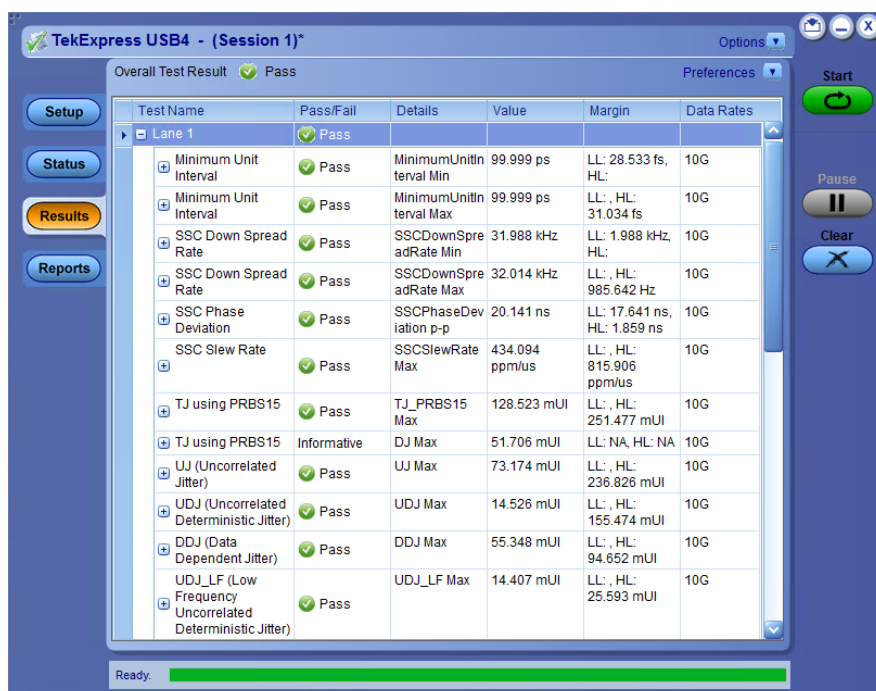 TekExpress USB4 - (Session 1)*
Options
Overall Test Result Pass
Preferences
Start
Setup
Status
Results
Reports
Pause
Clear
Test Name Pass/Fail Details Value Margin Data Rates
Lane 1 Pass
Minimum Unit
Interval
Pass
MinimumUnitIn
terval Min
99.999 ps
LL: 28.533 fs,
HL:
10G
Minimum Unit
Interval
Pass
MinimumUnitIn
terval Max
99.999 ps
LL: , HL:
31.034 fs
10G
SSC Down Spread
Rate
Pass
SSCDownSpre
adRate Min
31.988 kHz
LL: 1.988 kHz,
HL:
10G
SSC Down Spread
Rate
Pass
SSCDownSpre
adRate Max
32.014 kHz
LL: , HL:
985.642 Hz
10G
SSC Phase
Deviation
Pass
SSCPhaseDev
iation p-p
20.141 ns
LL: 17.641 ns,
HL: 1.859 ns
10G
SSC Slew Rate
Pass
SSCSlewRate
Max
434.094
ppm/us
LL: , HL:
815.906
ppm/us
10G
TJ using PRBS15
Pass
TJ_PRBS15
Max
128.523 mUI
LL: , HL:
251.477 mUI
10G
TJ using PRBS15
Informative
DJ Max
51.706 mUI
LL: NA, HL: NA
10G
UJ (Uncorrelated
Jitter)
Pass
UJ Max
73.174 mUI
LL: , HL:
236.826 mUI
10G
UDJ (Uncorrelated
Deterministic Jitter)
Pass
UDJ Max
14.526 mUI
LL: , HL:
155.474 mUI
10G
DDJ (Data
Dependent Jitter)
Pass
DDJ Max
55.348 mUI
LL: , HL:
94.652 mUI
10G
UDJ_LF (Low
Frequency
Uncorrelated
Deterministic Jitter)
Pass
UDJ_LF Max
14.407 mUI
LL: , HL:
25.593 mUI
10G
Ready.